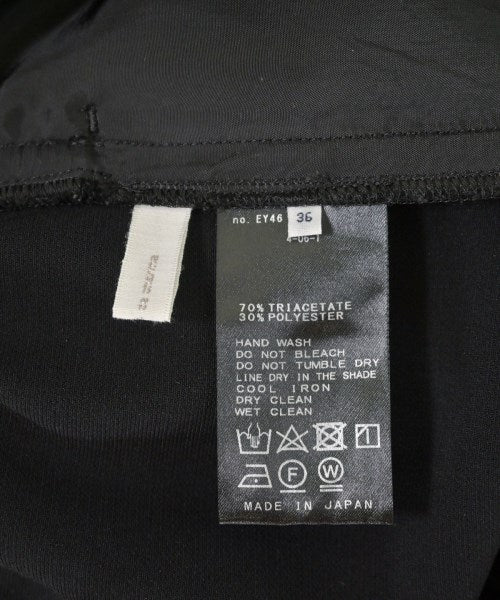 no. EY46 36
4-06-1
70% TRIACETATE
30% POLYESTER
HAND WASH
DO NOT BLEACH
DO NOT TUMBLE DRY
LINE DRY IN THE SHADE
COOL IRON
DRY CLEAN
WET CLEAN
F W
MADE IN JAPAN